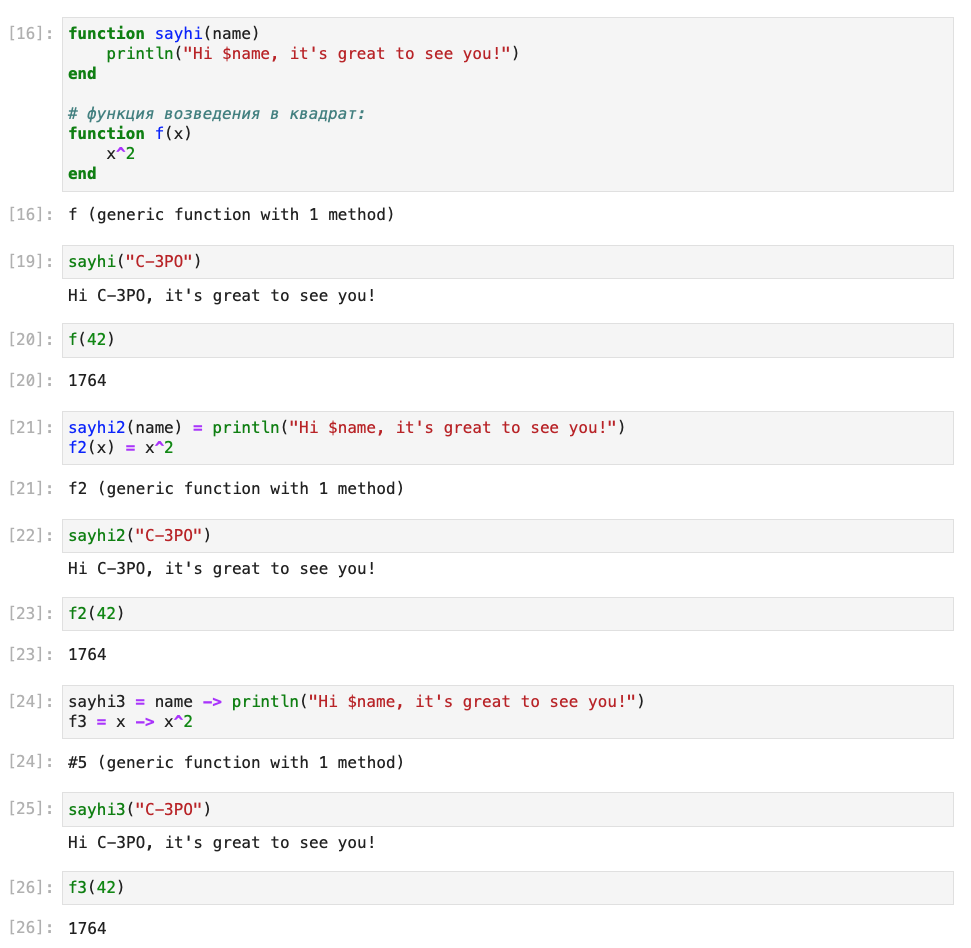 [16]: function sayhi(name)
    println("Hi $name, it's great to see you!")
end

# функция возведения в квадрат:
function f(x)
    x^2
end
[16]: f (generic function with 1 method)
[19]: sayhi("C-3PO")
Hi C-3PO, it's great to see you!
[20]: f(42)
[20]: 1764
[21]: sayhi2(name) = println("Hi $name, it's great to see you!")
f2(x) = x^2
[21]: f2 (generic function with 1 method)
[22]: sayhi2("C-3PO")
Hi C-3PO, it's great to see you!
[23]: f2(42)
[23]: 1764
[24]: sayhi3 = name -> println("Hi $name, it's great to see you!")
f3 = x -> x^2
[24]: #5 (generic function with 1 method)
[25]: sayhi3("C-3PO")
Hi C-3PO, it's great to see you!
[26]: f3(42)
[26]: 1764